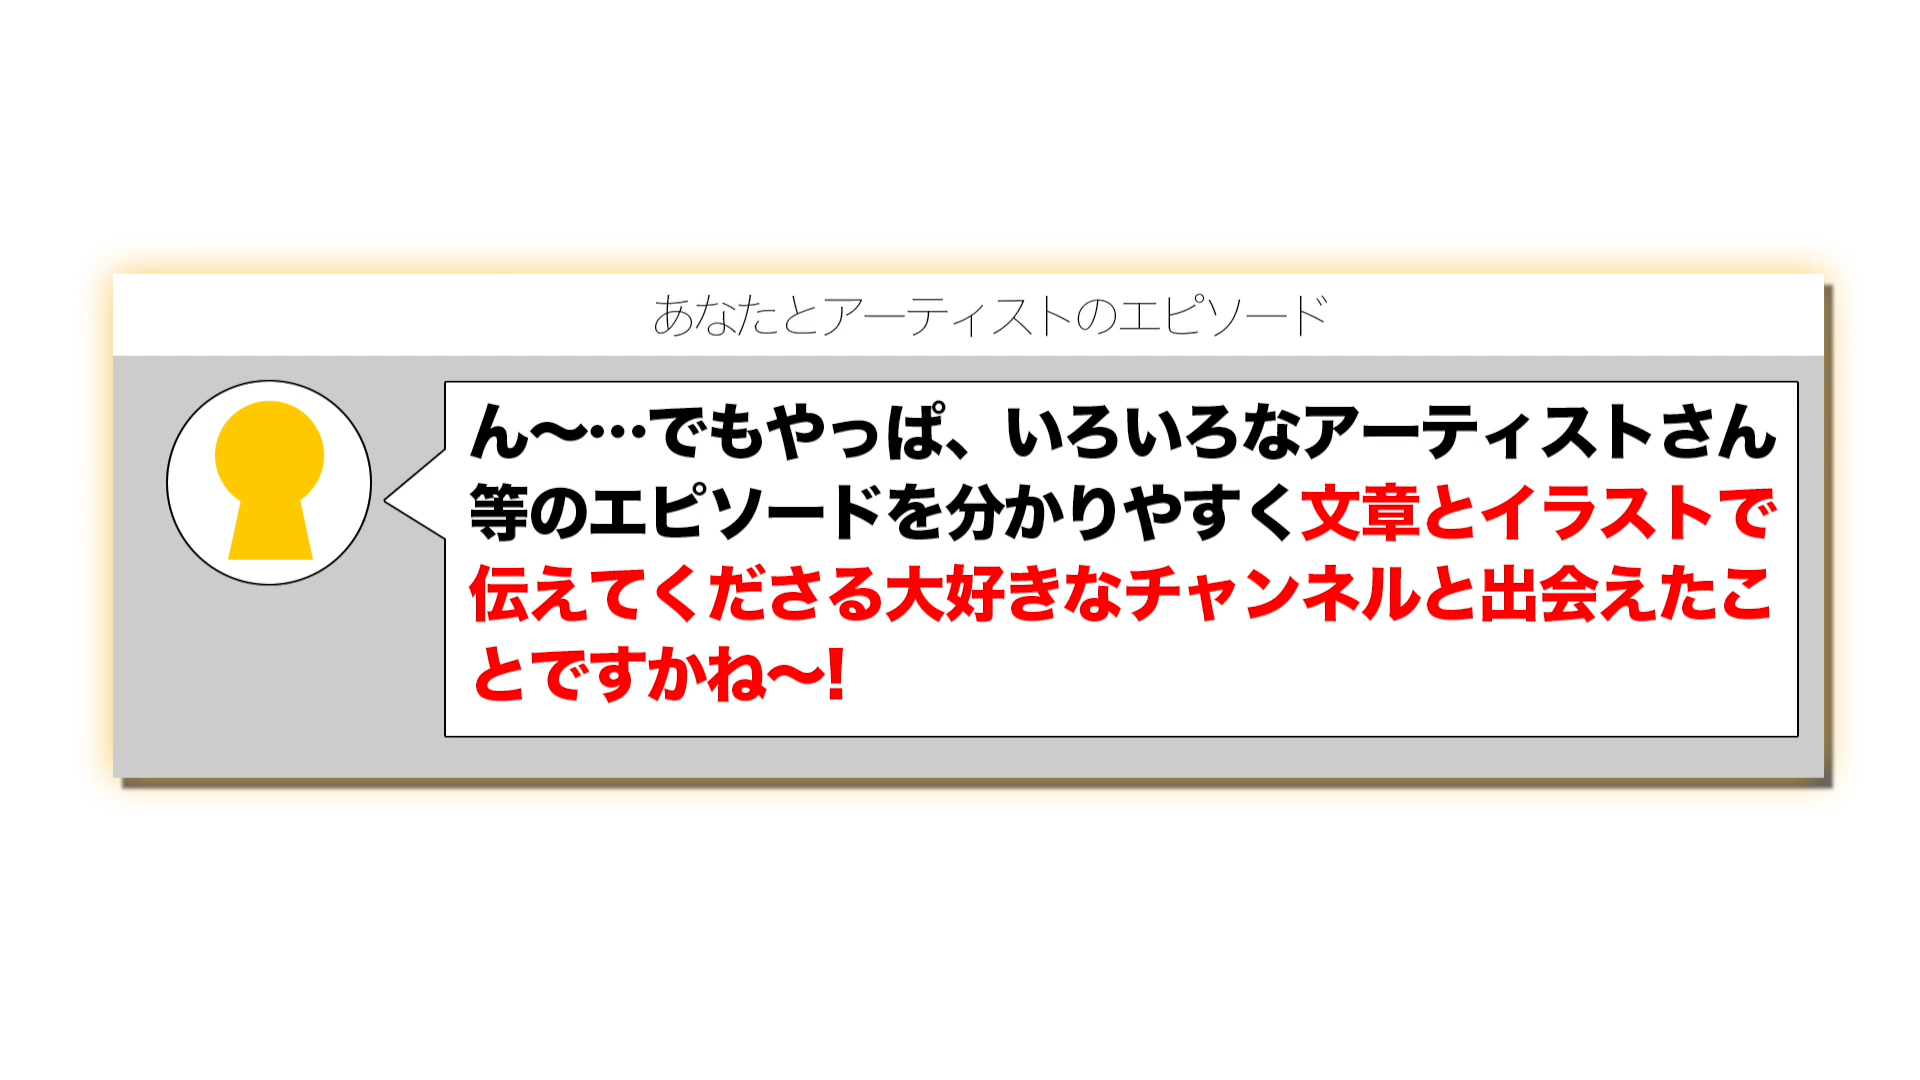 あなたとアーティストのエピソード
ん〜…でもやっぱ、いろいろなアーティストさん
等のエピソードを分かりやすく文章とイラストで
伝えてくださる大好きなチャンネルと出会えたこ
とですかね〜!